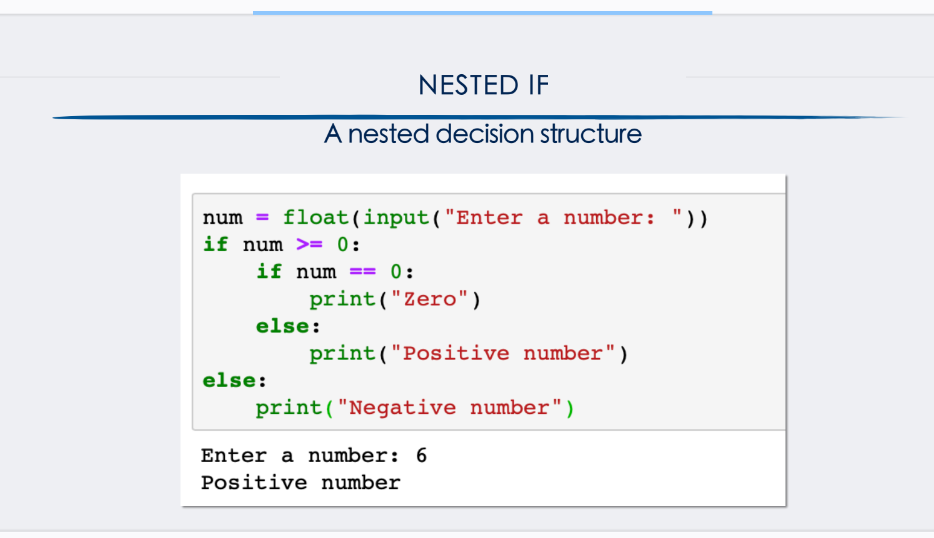 NESTED IF
A nested decision structure
num = float(input("Enter a number: "))
if num >= 0:
    if num == 0:
        print("Zero")
    else:
        print("Positive number")
else:
    print("Negative number")
Enter a number: 6
Positive number